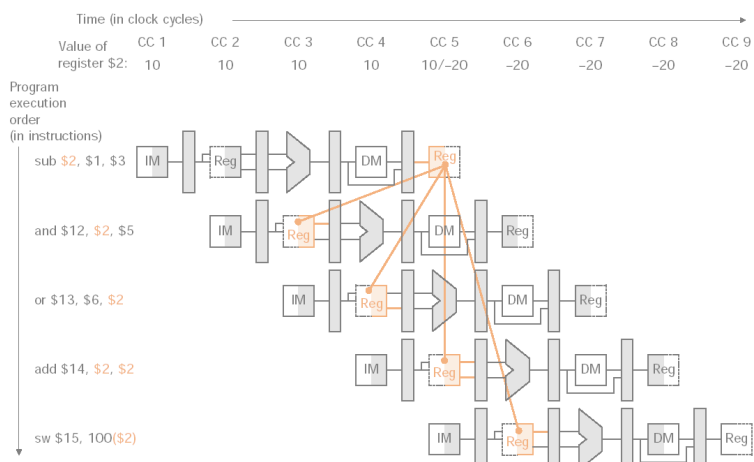 Time (in clock cycles)
Value of register $2:
CC 1 CC 2 CC 3 CC 4 CC 5 CC 6 CC 7 CC 8 CC 9
10 10 10 10 10/–20 –20 –20 –20 –20
Program
execution
order
(in instructions)
sub $2, $1, $3
IM Reg DM Reg
and $12, $2, $5
IM Reg DM Reg
or $13, $6, $2
IM Reg DM Reg
add $14, $2, $2
IM Reg DM Reg
sw $15, 100($2)
IM Reg DM Reg